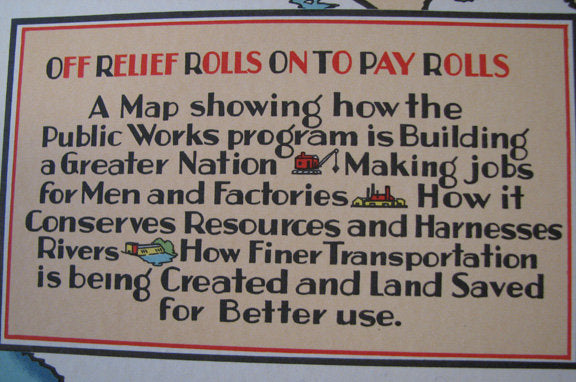 OFF RELIEF ROLLS ON TO PAY ROLLS
A Map showing how the
Public Works program is Building
a Greater Nation Making jobs
for Men and Factories How it
Conserves Resources and Harnesses
Rivers How Finer Transportation
is being Created and Land Saved
for Better use.